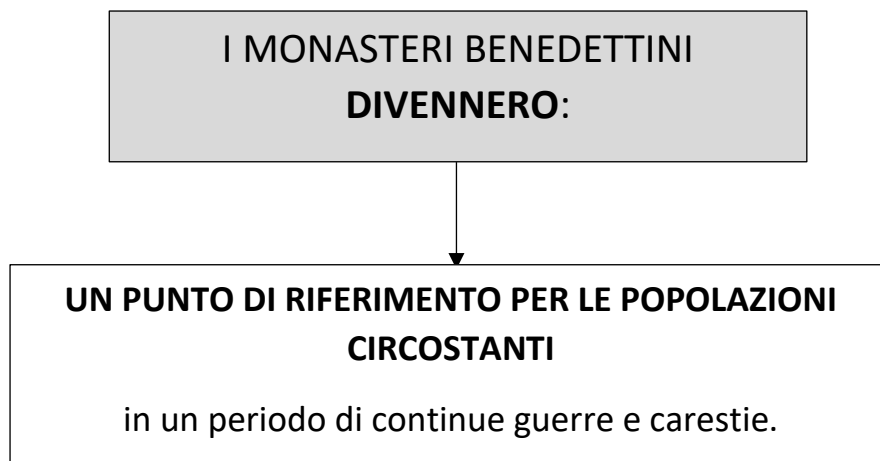 I MONASTERI BENEDETTINI
DIVENNERO:
UN PUNTO DI RIFERIMENTO PER LE POPOLAZIONI
CIRCOSTANTI
in un periodo di continue guerre e carestie.